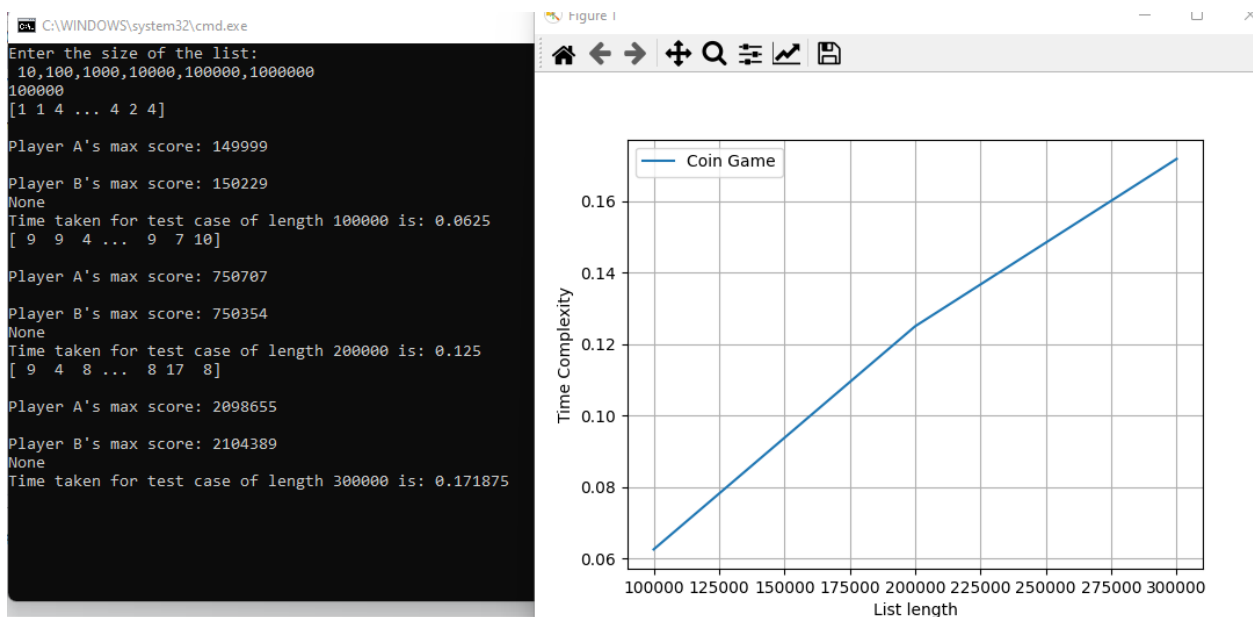 C:\WINDOWS\system32\cmd.exe
Enter the size of the list:
10,100,1000,10000,100000,1000000
100000
[1 1 4 ... 4 2 4]
Player A's max score: 149999
Player B's max score: 150229
None
Time taken for test case of length 100000 is: 0.0625
[ 9  9  4 ...  9  7 10]
Player A's max score: 750707
Player B's max score: 750354
None
Time taken for test case of length 200000 is: 0.125
[ 9  4  8 ...  8 17  8]
Player A's max score: 2098655
Player B's max score: 2104389
None
Time taken for test case of length 300000 is: 0.171875
Figure 1
Coin Game
0.16
0.14
0.12
0.10
0.08
0.06
Time Complexity
100000 125000 150000 175000 200000 225000 250000 275000 300000
List length